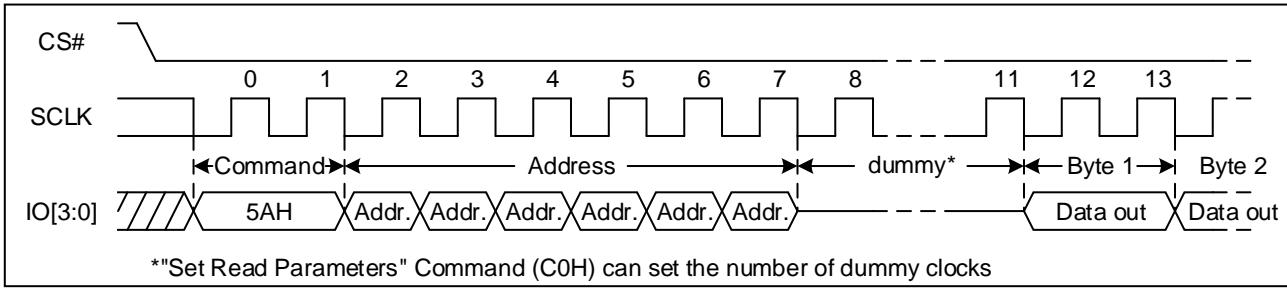 CS#
0 1 2 3 4 5 6 7 8 11 12 13
SCLK
Command Address dummy* Byte 1 Byte 2
IO[3:0] 5AH Addr. Addr. Addr. Addr. Addr. Addr. Data out Data out
*"Set Read Parameters" Command (C0H) can set the number of dummy clocks